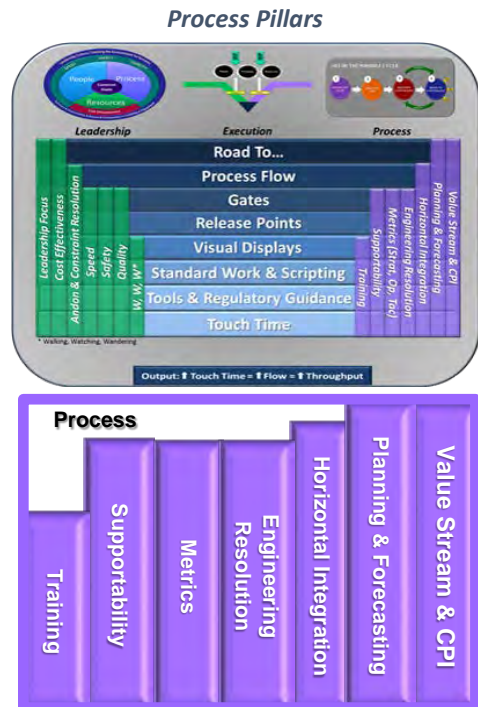 Process Pillars
People
Process
Resources
Leadership
Execution
Process
Road To...
Process Flow
Gates
Release Points
Visual Displays
Standard Work & Scripting
Tools & Regulatory Guidance
Touch Time
Leadership Focus
Cost Effectiveness
Andon & Constraint Resolution
Speed
Safety
Quality
W, W, W*
Training
Supportability
Metrics (Strat, Op, Tac)
Engineering Resolution
Horizontal Integration
Planning & Forecasting
Value Stream & CPI
* Walking, Watching, Wandering
Output: ⬆ Touch Time = ⬆ Flow = ⬆ Throughput
Process
Training
Supportability
Metrics
Engineering
Resolution
Horizontal Integration
Planning & Forecasting
Value Stream & CPI